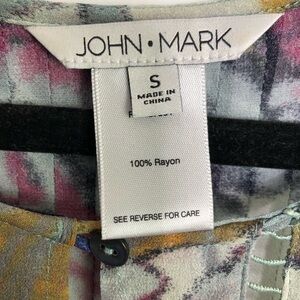 JOHN • MARK
S
MADE IN
CHINA
100% Rayon
SEE REVERSE FOR CARE